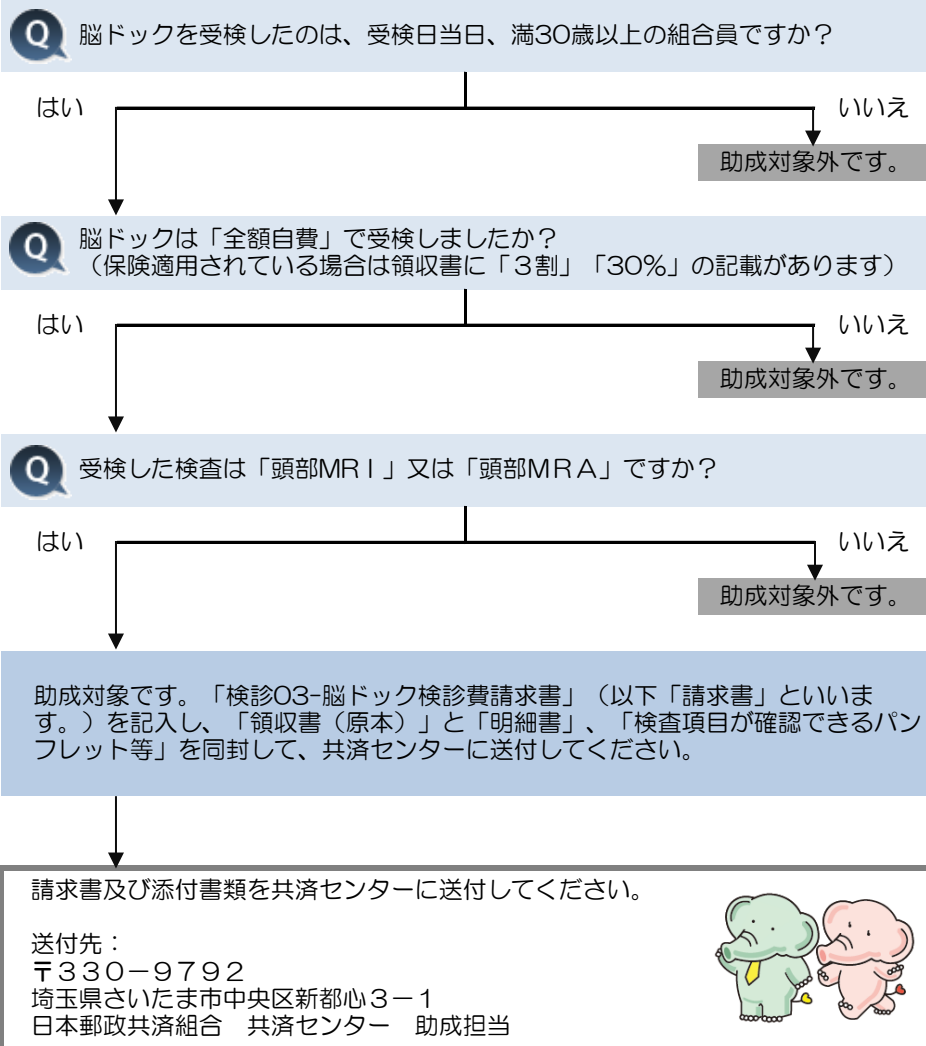 Q 脳ドックを受検したのは、受検日当日、満30歳以上の組合員ですか？
はい いいえ
助成対象外です。
Q 脳ドックは「全額自費」で受検しましたか？
（保険適用されている場合は領収書に「３割」「30％」の記載があります）
はい いいえ
助成対象外です。
Q 受検した検査は「頭部MRＩ」又は「頭部MＲＡ」ですか？
はい いいえ
助成対象外です。
助成対象です。「検診03-脳ドック検診費請求書」（以下「請求書」といいま
す。）を記入し、「領収書（原本）」と「明細書」、「検査項目が確認できるパン
フレット等」を同封して、共済センターに送付してください。
請求書及び添付書類を共済センターに送付してください。
送付先：
〒３３０－９７９２
埼玉県さいたま市中央区新都心３－１
日本郵政共済組合　共済センター　助成担当